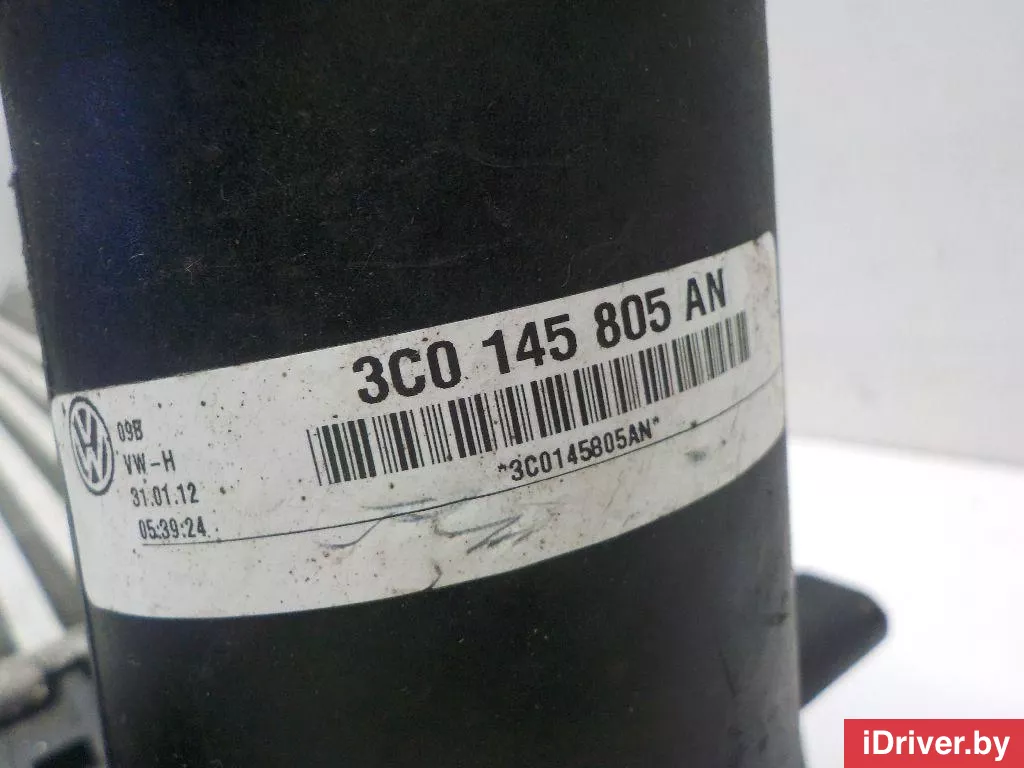 3C0 145 805 AN
*3C0145805AN*
09B
VW-H
31.01.12
05:39:24
iDriver.by